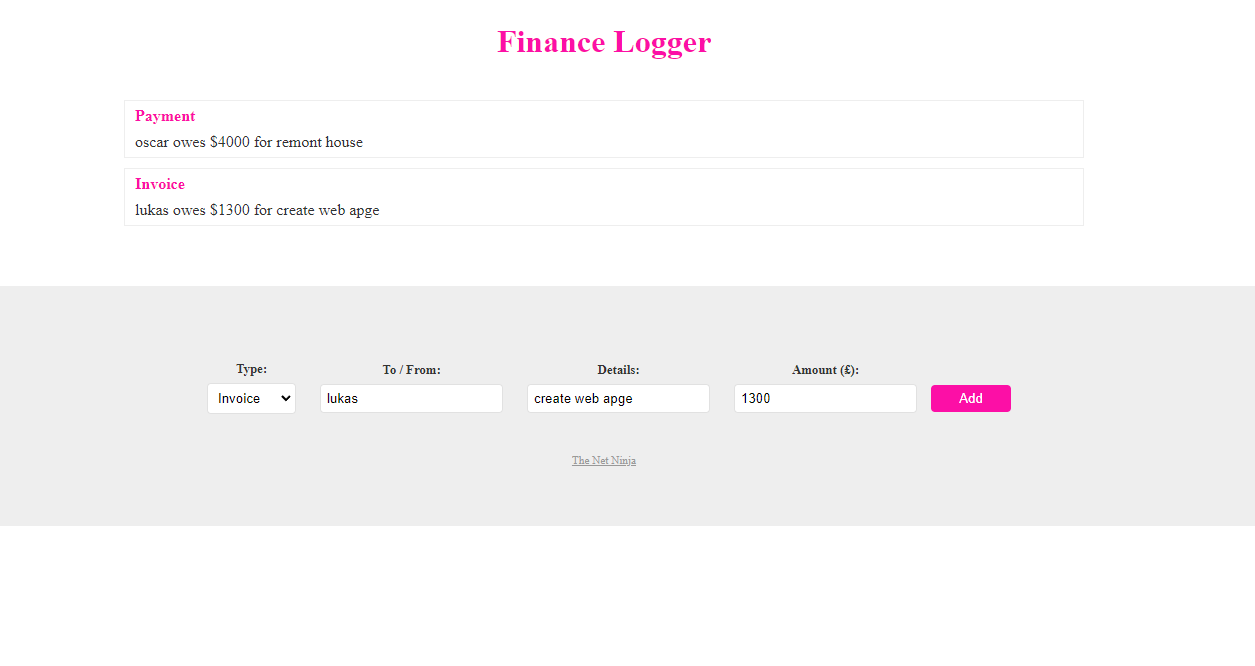 Finance Logger
Payment
oscar owes $4000 for remont house
Invoice
lukas owes $1300 for create web apge
Type: To / From: Details: Amount (£):
Invoice lukas create web apge 1300 Add
The Net Ninja